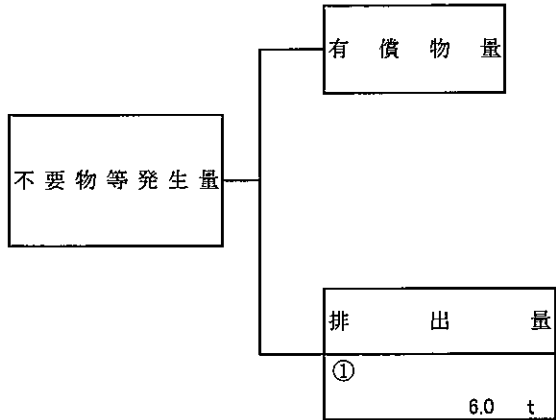 有償物量
不要物等発生量
排出量
①
6.0 t